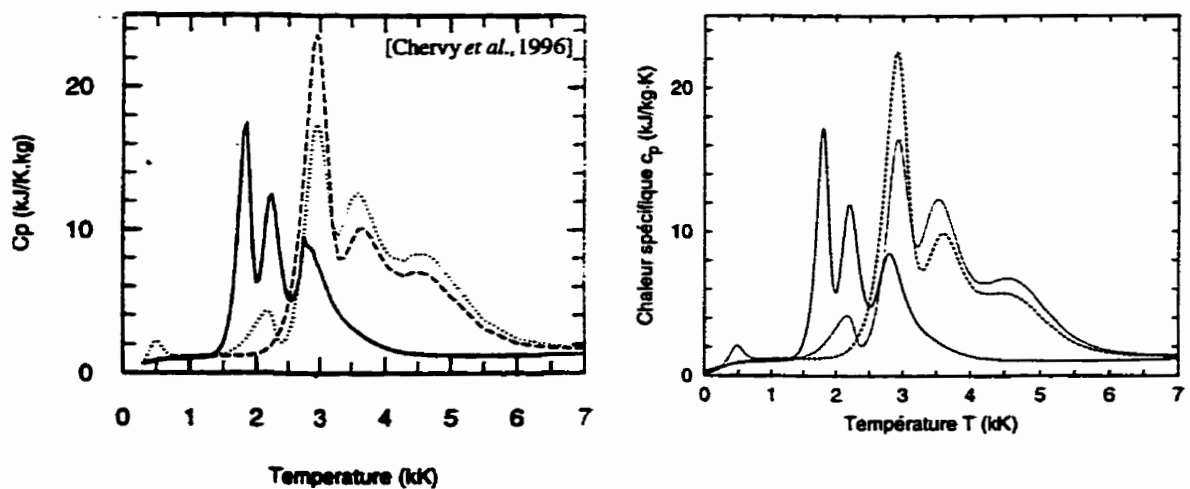 [Chervy et al., 1996]
Cp (kJ/K.kg)
20
10
0
0 1 2 3 4 5 6 7
Temperature (kK)
Chaleur spécifique cp (kJ/kg·K)
20
10
0
0 1 2 3 4 5 6 7
Température T (kK)